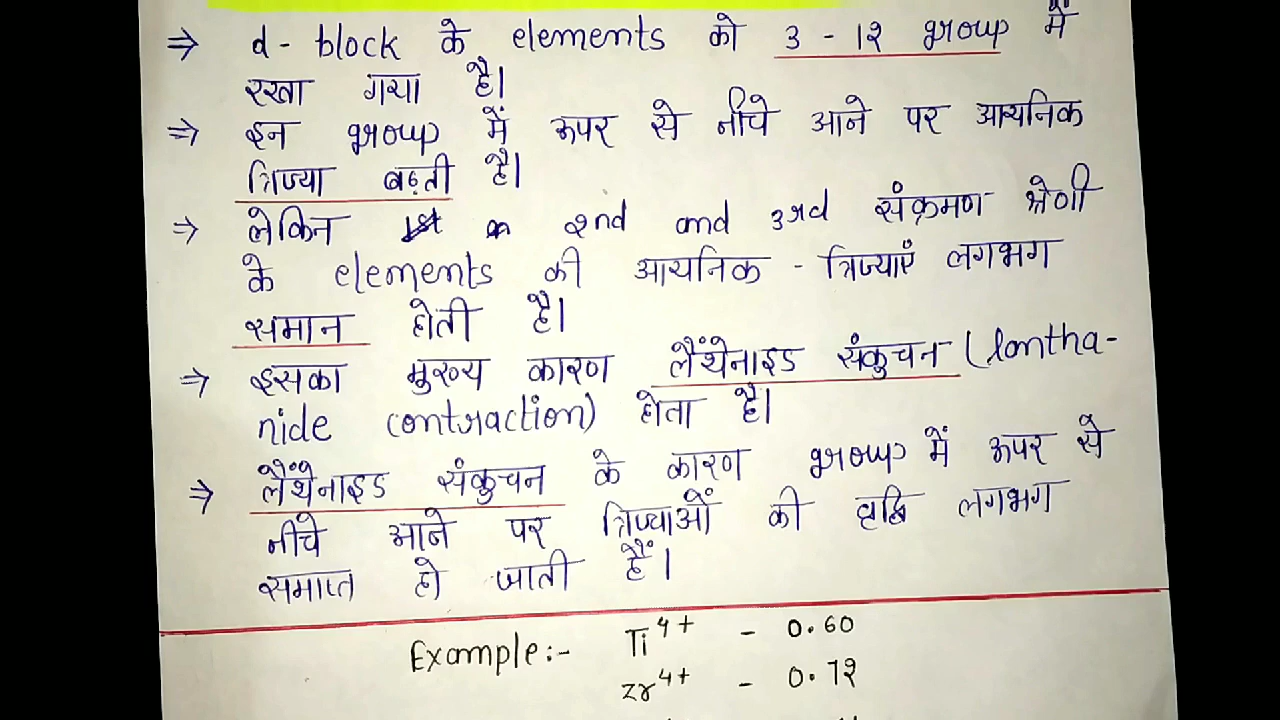 ⇒ d - block के elements को 3 - 12 group में
रखा गया है।
⇒ इन group में ऊपर से नीचे आने पर आयनिक
त्रिज्या बढ़ती है।
⇒ लेकिन 2nd and 3rd संक्रमण श्रेणी
के elements की आयनिक - त्रिज्याएँ लगभग
समान होती है।
⇒ इसका मुख्य कारण लैंथेनाइड संकुचन (lantha-
nide contraction) होता है।
⇒ लैंथेनाइड संकुचन के कारण group में ऊपर से
नीचे आने पर त्रिज्याओं की वृद्धि लगभग
समाप्त हो जाती हैं।
Example:- Ti⁴⁺ - 0.60
Zr⁴⁺ - 0.72